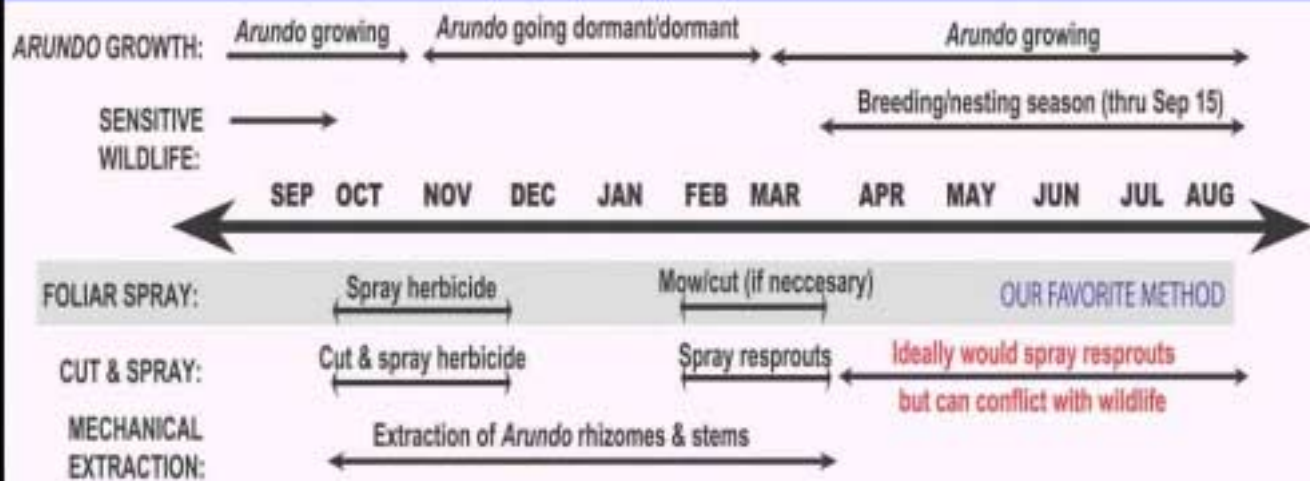 ARUNDO GROWTH: Arundo growing Arundo going dormant/dormant Arundo growing
SENSITIVE Breeding/nesting season (thru Sep 15)
WILDLIFE:
SEP OCT NOV DEC JAN FEB MAR APR MAY JUN JUL AUG
FOLIAR SPRAY: Spray herbicide Mow/cut (if neccesary) OUR FAVORITE METHOD
CUT & SPRAY: Cut & spray herbicide Spray resprouts Ideally would spray resprouts
but can conflict with wildlife
MECHANICAL Extraction of Arundo rhizomes & stems
EXTRACTION: